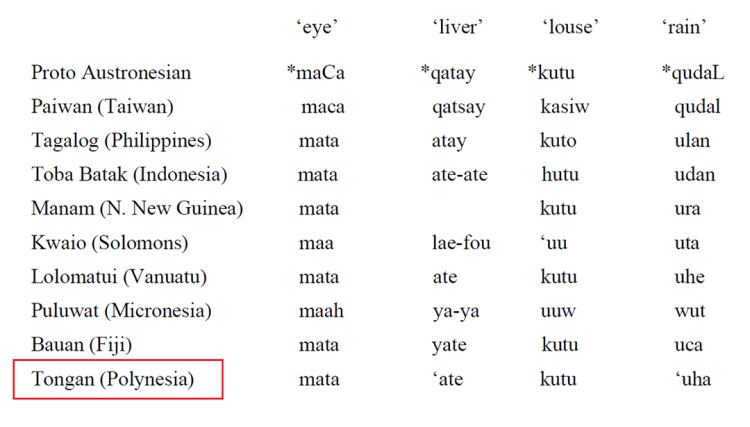 ‘eye’ ‘liver’ ‘louse’ ‘rain’
Proto Austronesian *maCa *qatay *kutu *qudaL
Paiwan (Taiwan) maca qatsay kasiw qudal
Tagalog (Philippines) mata atay kuto ulan
Toba Batak (Indonesia) mata ate-ate hutu udan
Manam (N. New Guinea) mata kutu ura
Kwaio (Solomons) maa lae-fou ‘uu uta
Lolomatui (Vanuatu) mata ate kutu uhe
Puluwat (Micronesia) maah ya-ya uuw wut
Bauan (Fiji) mata yate kutu uca
Tongan (Polynesia) mata ‘ate kutu ‘uha